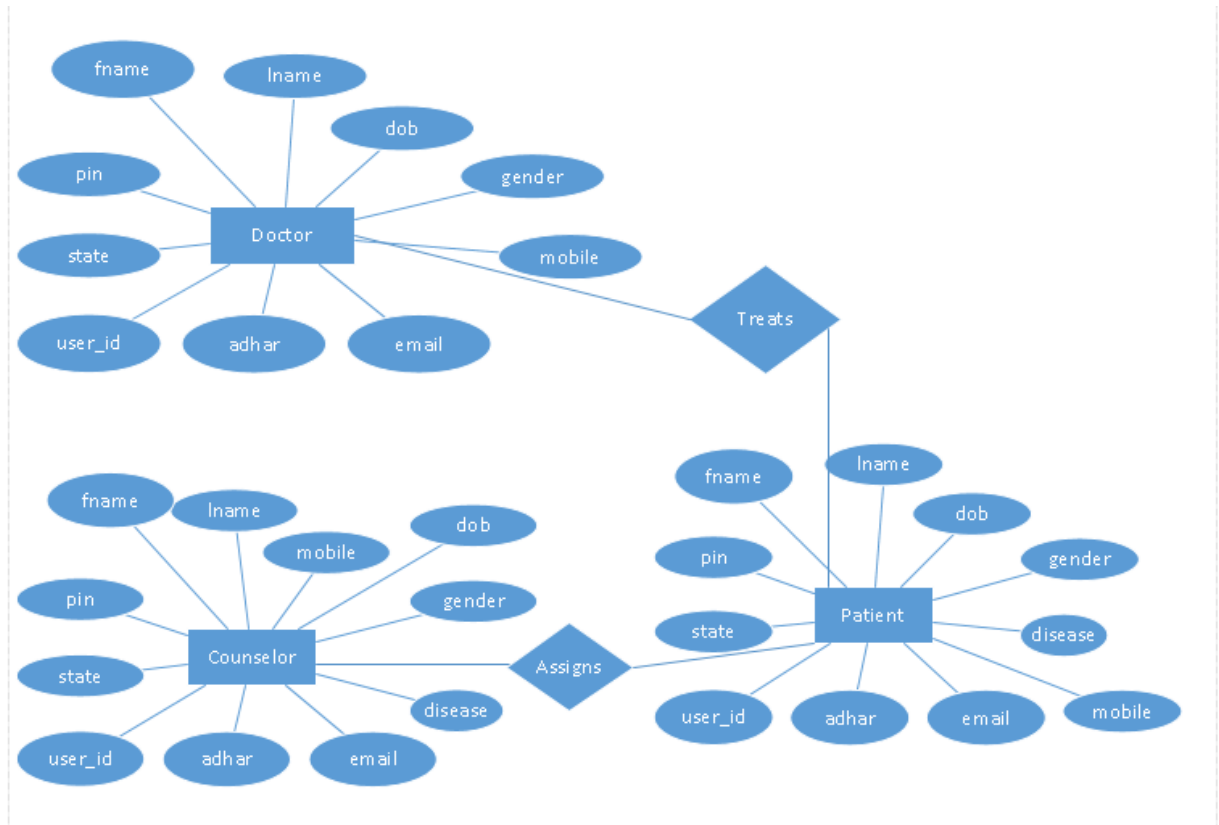 fname
lname
dob
pin
gender
Doctor
state
mobile
user_id
adhar
email
Treats
fname
lname
mobile
dob
pin
gender
Counselor
state
disease
user_id
adhar
email
Assigns
fname
lname
dob
pin
gender
Patient
state
disease
user_id
adhar
email
mobile